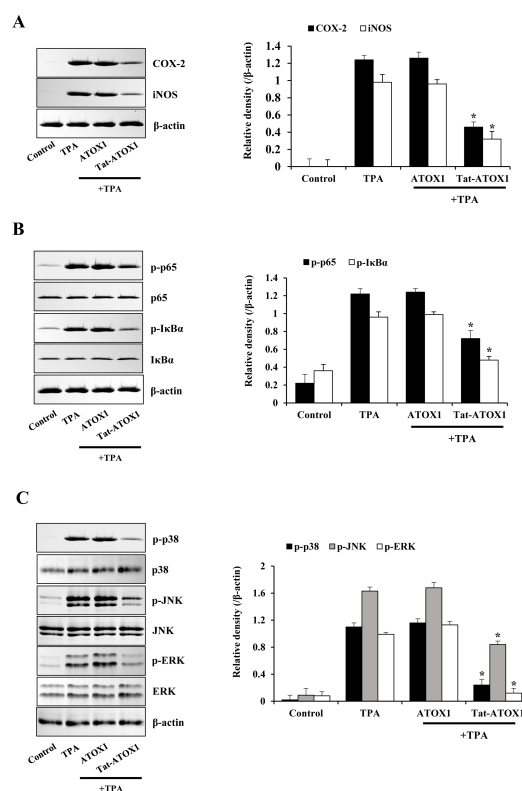 A
COX-2
iNOS
β-actin
Control
TPA
ATOX1
Tat-ATOX1
+TPA
COX-2 iNOS
Relative density (/β-actin)
1.4
1.2
1
0.8
0.6
0.4
0.2
0
* *
Control TPA ATOX1 Tat-ATOX1
+TPA
B
p-p65
p65
p-IκBα
IκBα
β-actin
Control
TPA
ATOX1
Tat-ATOX1
+TPA
p-p65 p-IκBα
Relative density (/β-actin)
1.4
1.2
1
0.8
0.6
0.4
0.2
0
* *
Control TPA ATOX1 Tat-ATOX1
+TPA
C
p-p38
p38
p-JNK
JNK
p-ERK
ERK
β-actin
Control
TPA
ATOX1
Tat-ATOX1
+TPA
p-p38 p-JNK p-ERK
Relative density (/β-actin)
2
1.6
1.2
0.8
0.4
0
* * *
Control TPA ATOX1 Tat-ATOX1
+TPA